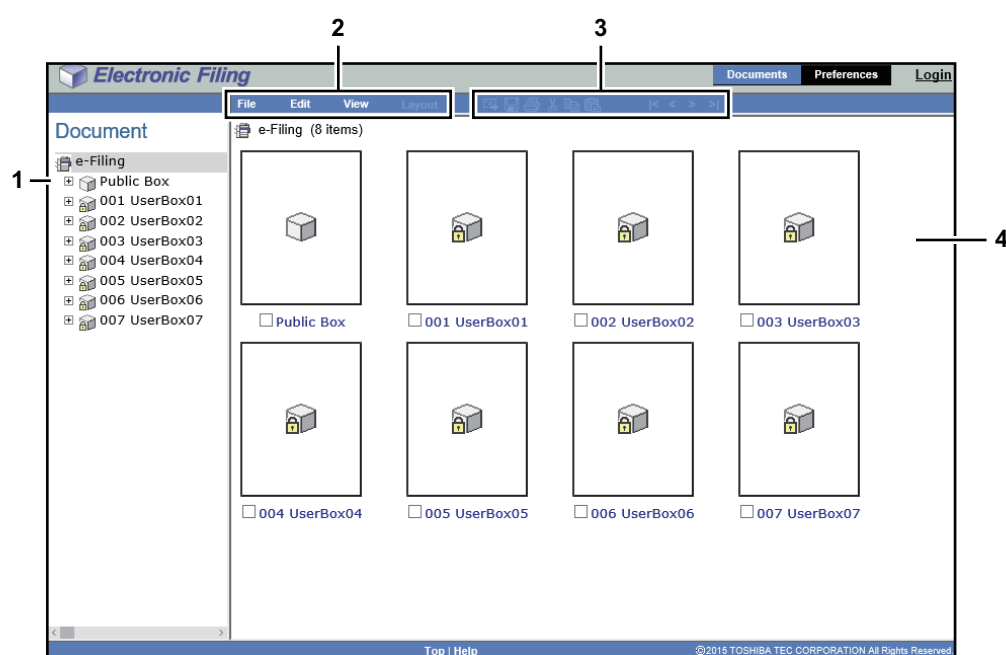 2 3
Electronic Filing Documents Preferences Login
File Edit View Layout |< < > >|
Document
e-Filing (8 items)
1
e-Filing
Public Box
001 UserBox01
002 UserBox02
003 UserBox03
004 UserBox04
005 UserBox05
006 UserBox06
007 UserBox07
Public Box 001 UserBox01 002 UserBox02 003 UserBox03
4
004 UserBox04 005 UserBox05 006 UserBox06 007 UserBox07
Top | Help ©2015 TOSHIBA TEC CORPORATION All Rights Reserved.